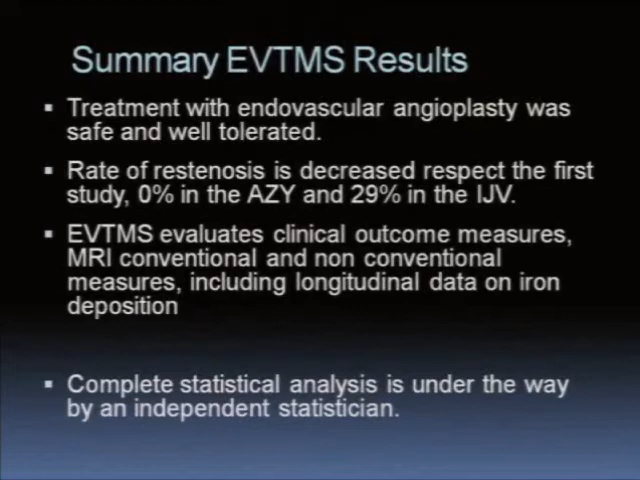 Summary EVTMS Results
▪ Treatment with endovascular angioplasty was
safe and well tolerated.
▪ Rate of restenosis is decreased respect the first
study, 0% in the AZY and 29% in the IJV.
▪ EVTMS evaluates clinical outcome measures,
MRI conventional and non conventional
measures, including longitudinal data on iron
deposition
▪ Complete statistical analysis is under the way
by an independent statistician.